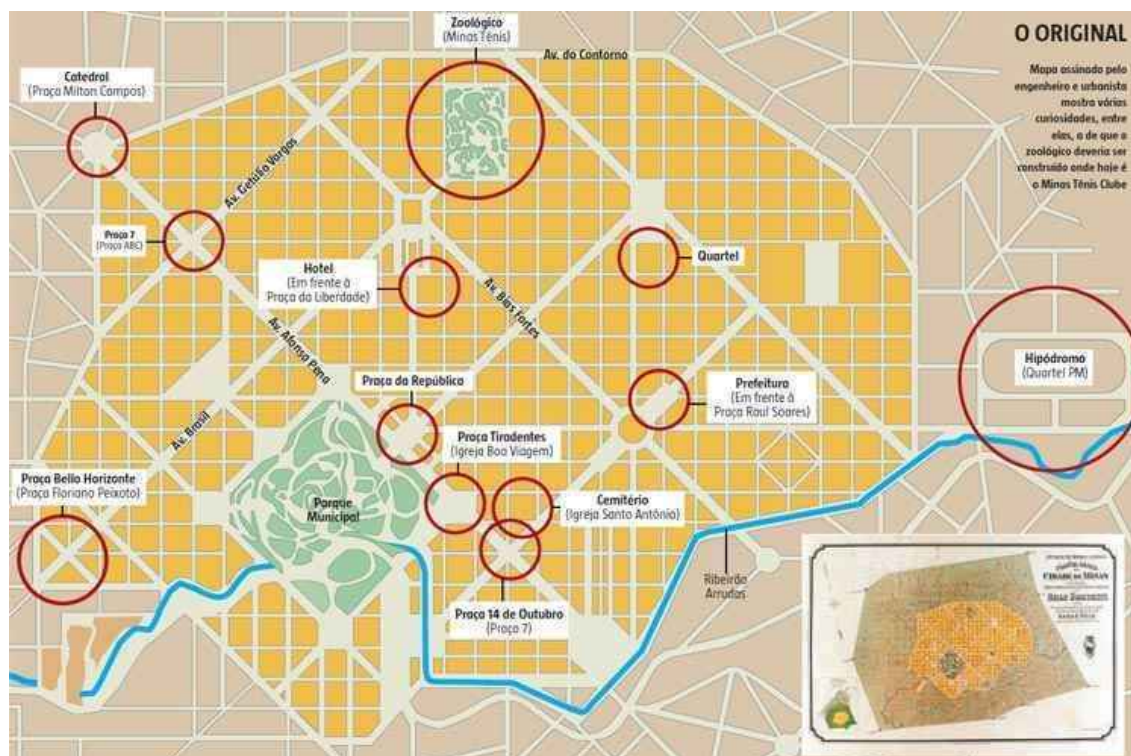 Zoológico
(Minas Tênis)
Av. do Contorno
O ORIGINAL
Mapa assinado pelo
engenheiro e urbanista
mostra várias
curiosidades, entre
elas, a de que o
zoológico deveria ser
construído onde hoje é
o Minas Tênis Clube
Catedral
(Praça Milton Campos)
Av. Getúlio Vargas
Praça 7
(Praça ABC)
Hotel
(Em frente à
Praça da Liberdade)
Quartel
Av. Bias Fortes
Av. Afonso Pena
Hipódromo
(Quartel PM)
Praça da República
Prefeitura
(Em frente à
Praça Raul Soares)
Av. Brasil
Praça Tiradentes
(Igreja Boa Viagem)
Praça Bello Horizonte
(Praça Floriano Peixoto)
Parque
Municipal
Cemitério
(Igreja Santo Antônio)
Ribeirão
Arrudas
Praça 14 de Outubro
(Praça 7)
CIDADE DE MINAS
BELLO HORIZONTE